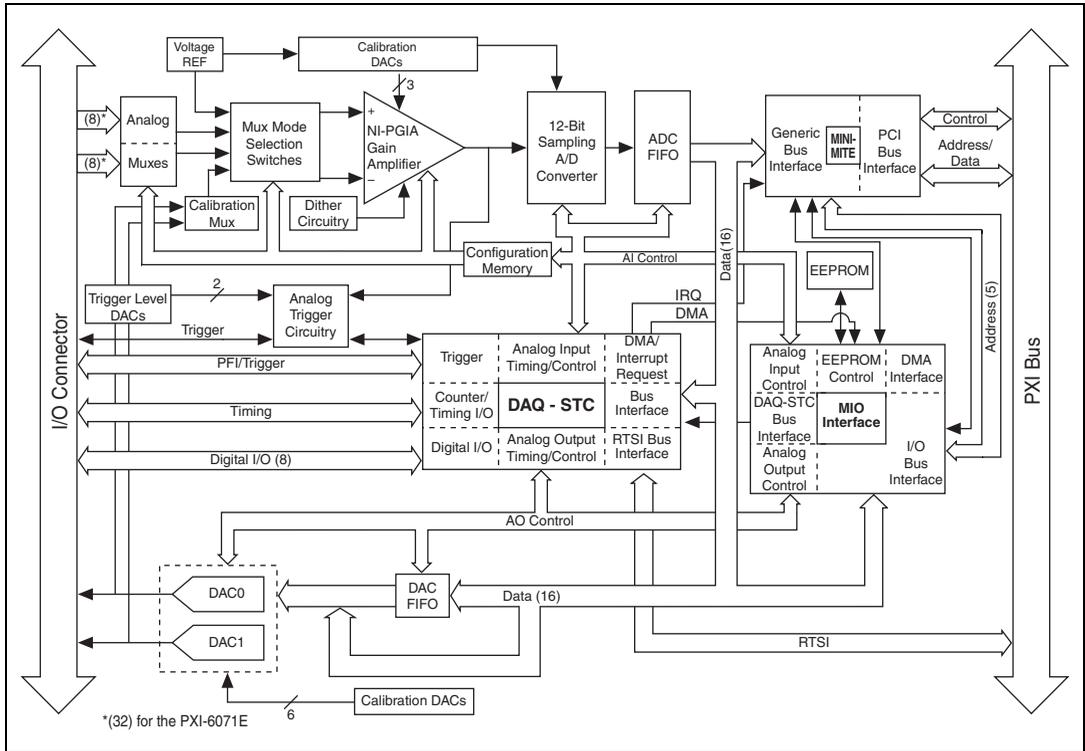 Voltage
REF
Calibration
DACs
3
(8)*
(8)*
Analog
Muxes
Mux Mode
Selection
Switches
+
NI-PGIA
Gain
Amplifier
–
12-Bit
Sampling
A/D
Converter
ADC
FIFO
Generic
Bus
Interface
MINI-
MITE
PCI
Bus
Interface
Control
Address/
Data
Calibration
Mux
Dither
Circuitry
Configuration
Memory
AI Control
Data(16)
EEPROM
Address (5)
Trigger Level
DACs
2
Analog
Trigger
Circuitry
Trigger
IRQ
DMA
PFI/Trigger
Timing
Digital I/O (8)
Trigger
Analog Input
Timing/Control
DMA/
Interrupt
Request
Counter/
Timing I/O
DAQ - STC
Bus
Interface
Digital I/O
Analog Output
Timing/Control
RTSI Bus
Interface
Analog
Input
Control
EEPROM
Control
DMA
Interface
DAQ-STC
Bus
Interface
MIO
Interface
Analog
Output
Control
I/O
Bus
Interface
I/O Connector
PXI Bus
AO Control
DAC0
DAC1
DAC
FIFO
Data (16)
RTSI
Calibration DACs
6
*(32) for the PXI-6071E